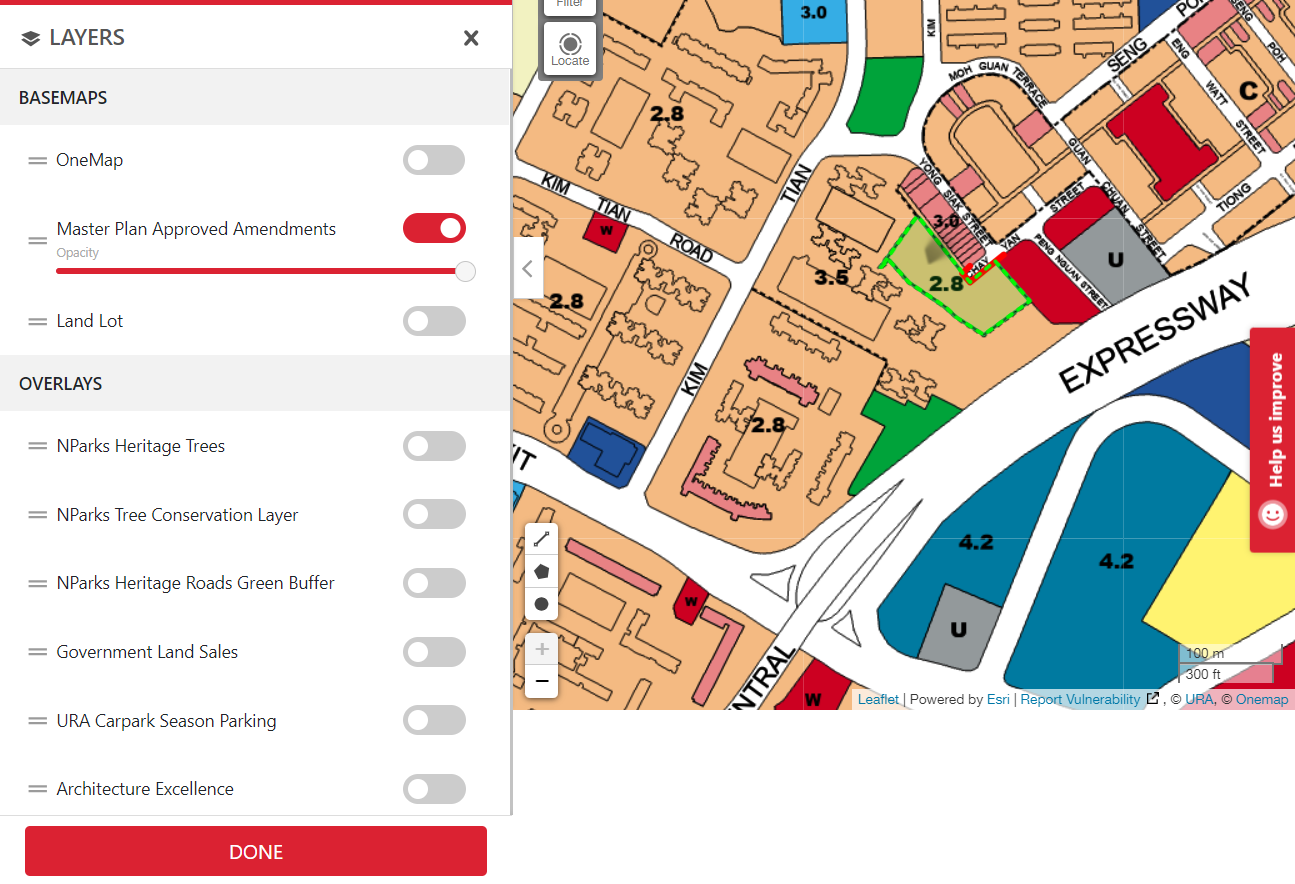 LAYERS
BASEMAPS
OneMap
Master Plan Approved Amendments
Opacity
Land Lot
OVERLAYS
NParks Heritage Trees
NParks Tree Conservation Layer
NParks Heritage Roads Green Buffer
Government Land Sales
URA Carpark Season Parking
Architecture Excellence
DONE
Filter
Locate
3.0
KIM
SENG
POH
ENG
WATT
STREET
SENG
POH
MOH GUAN TERRACE
C
2.8
GUAN
CHUAN
STREET
TIONG
KIM
TIAN
ROAD
TIAN
YONG
SIAK
STREET
STREET
W
3.0
CHAY
YAN
PENG NGUAN STREET
U
3.5
2.8
2.8
EXPRESSWAY
KIM
2.8
IT
4.2
4.2
W
U
NTRAL
W
Help us improve
100 m
300 ft
Leaflet | Powered by Esri | Report Vulnerability , © URA, © Onemap